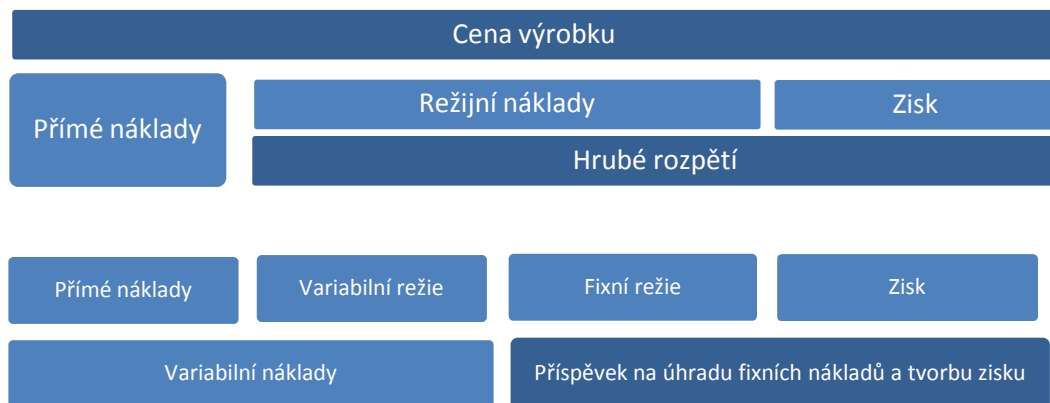 Cena výrobku
Přímé náklady
Režijní náklady
Zisk
Hrubé rozpětí
Přímé náklady
Variabilní režie
Fixní režie
Zisk
Variabilní náklady
Příspěvek na úhradu fixních nákladů a tvorbu zisku